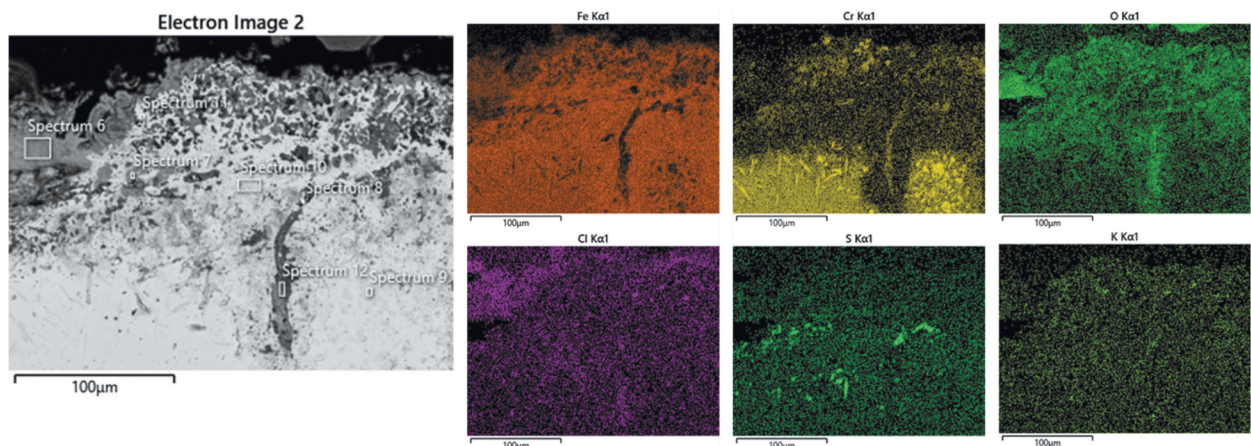 Electron Image 2
Spectrum 11
Spectrum 6
Spectrum 7
Spectrum 10
Spectrum 8
Spectrum 12
Spectrum 9
100μm
Fe Kα1
Cr Kα1
O Kα1
100μm
100μm
100μm
Cl Kα1
S Kα1
K Kα1
100μm
100μm
100μm